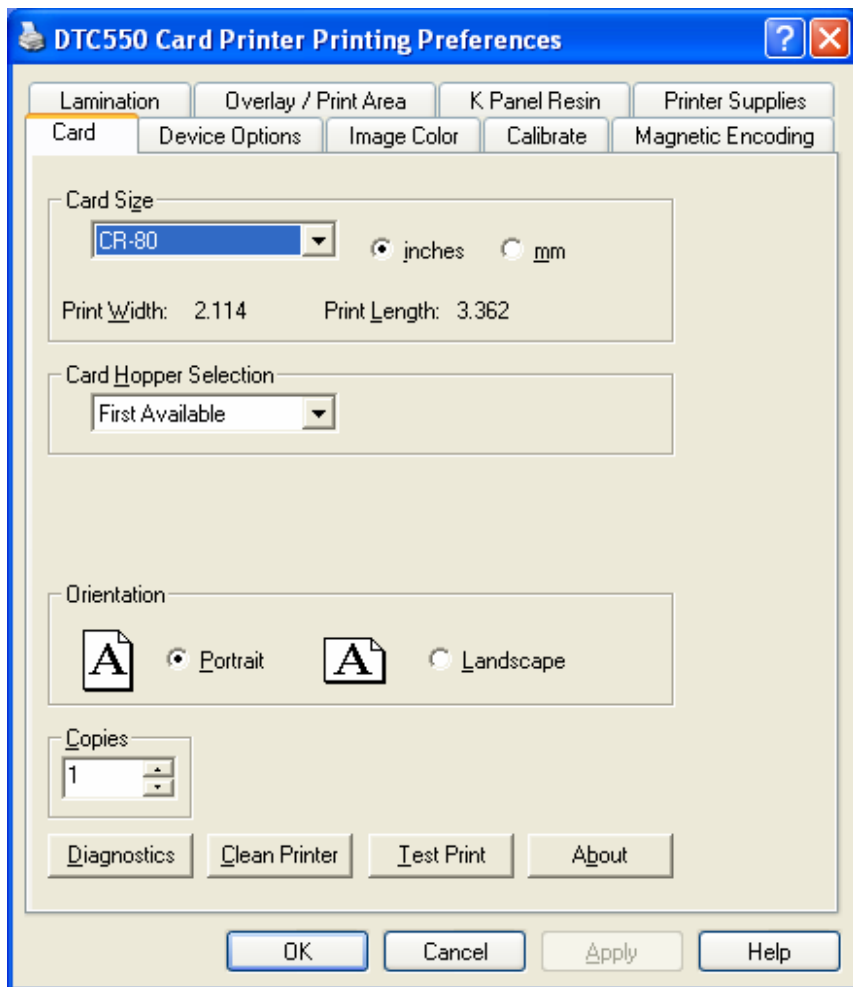 DTC550 Card Printer Printing Preferences
Lamination Overlay / Print Area K Panel Resin Printer Supplies
Card Device Options Image Color Calibrate Magnetic Encoding
Card Size
CR-80 inches mm
Print Width: 2.114 Print Length: 3.362
Card Hopper Selection
First Available
Orientation
A Portrait A Landscape
Copies
1
Diagnostics Clean Printer Test Print About
OK Cancel Apply Help